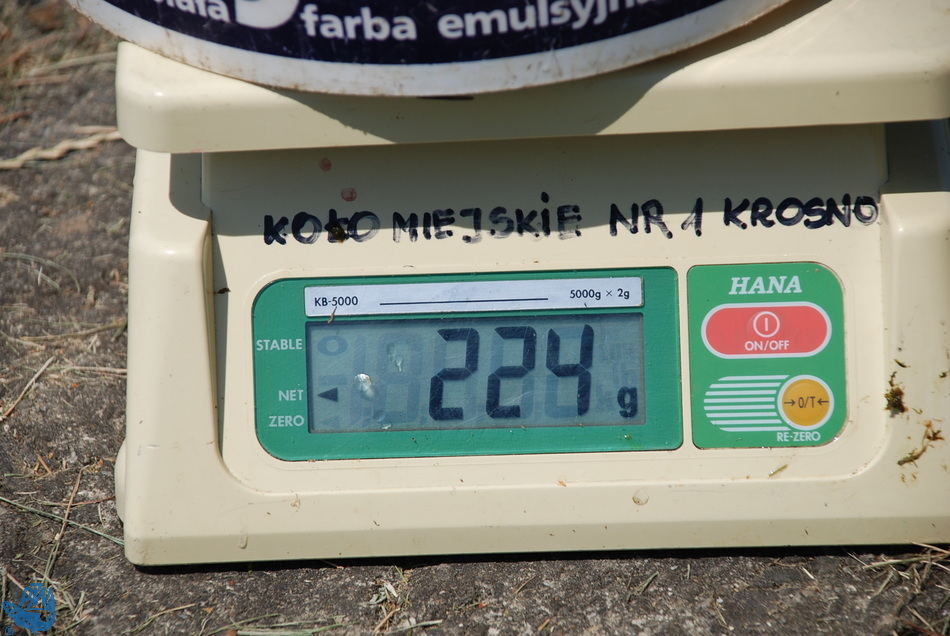 farba emulsyjna
KOŁO MIEJSKIE NR 1 KROSNO
HANA
KB-5000 5000g × 2g
ON/OFF
STABLE
224 g
NET
→0/T←
ZERO
RE-ZERO